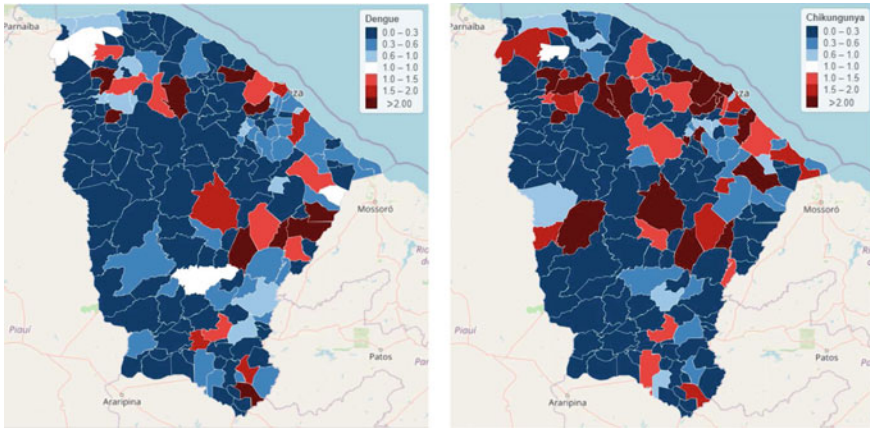 Parnaíba
Dengue
0.0 – 0.3
0.3 – 0.6
0.6 – 1.0
1.0 – 1.0
1.0 – 1.5
1.5 – 2.0
>2.00
Mossoró
Piauí
Patos
Araripina
Parnaíba
Chikungunya
0.0 – 0.3
0.3 – 0.6
0.6 – 1.0
1.0 – 1.0
1.0 – 1.5
1.5 – 2.0
>2.00
Mossoró
Piauí
Patos
Araripina